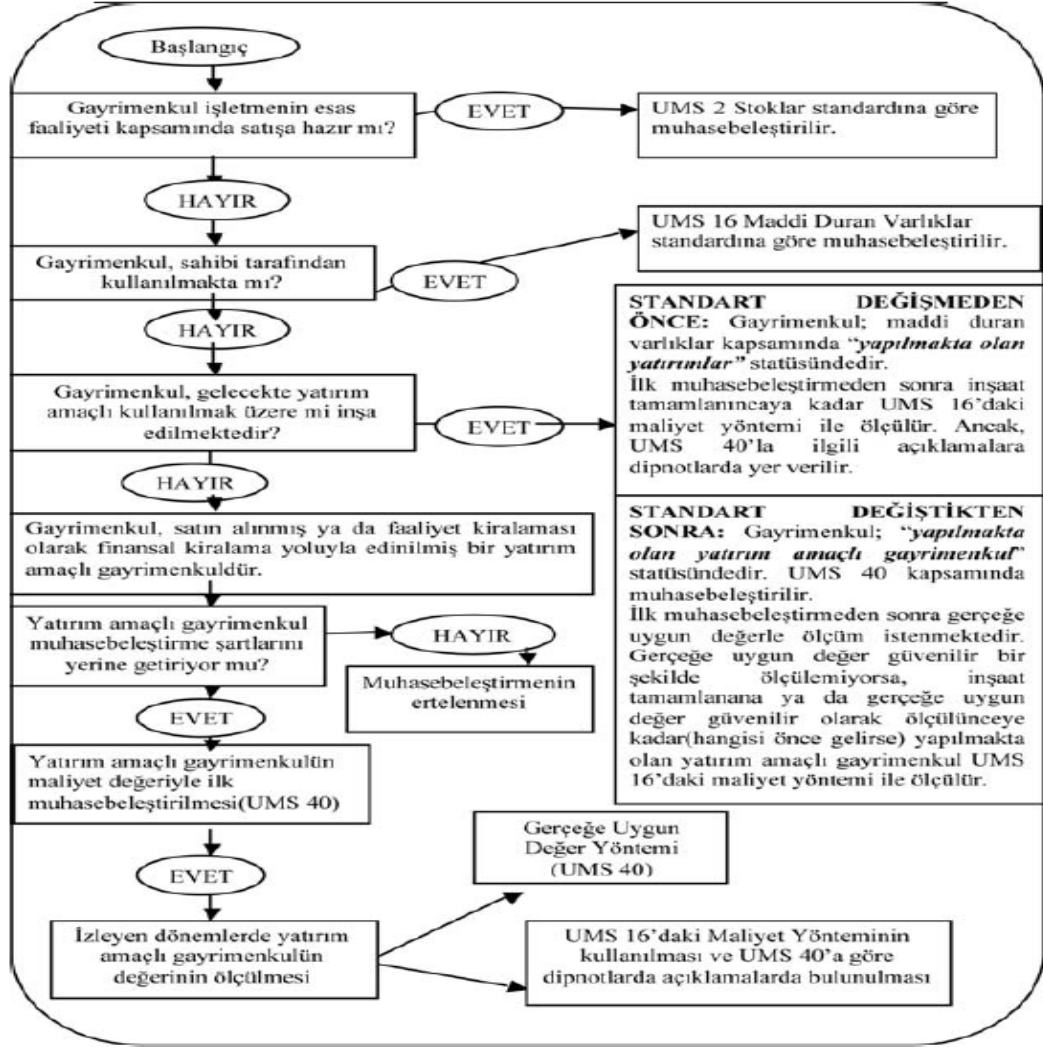 Başlangıç
Gayrimenkul işletmenin esas
faaliyeti kapsamında satışa hazır mı?
EVET
UMS 2 Stoklar standardına göre
muhasebeleştirilir.
HAYIR
UMS 16 Maddi Duran Varlıklar
standardına göre muhasebeleştirilir.
Gayrimenkul, sahibi tarafından
kullanılmakta mı?
EVET
HAYIR
STANDART DEĞİŞMEDEN
ÖNCE: Gayrimenkul; maddi duran
varlıklar kapsamında “yapılmakta olan
yatırımlar” statüsündedir.
İlk muhasebeleştirmeden sonra inşaat
tamamlanıncaya kadar UMS 16’daki
maliyet yöntemi ile ölçülür. Ancak,
UMS 40’la ilgili açıklamalara
dipnotlarda yer verilir.
Gayrimenkul, gelecekte yatırım
amaçlı kullanılmak üzere mi inşa
edilmektedir?
EVET
HAYIR
STANDART DEĞİŞTİKTEN
SONRA: Gayrimenkul; “yapılmakta
olan yatırım amaçlı gayrimenkul”
statüsündedir. UMS 40 kapsamında
muhasebeleştirilir.
İlk muhasebeleştirmeden sonra gerçeğe
uygun değerle ölçüm istenmektedir.
Gerçeğe uygun değer güvenilir bir
şekilde ölçülemiyorsa, inşaat
tamamlanana ya da gerçeğe uygun
değer güvenilir olarak ölçülünceye
kadar(hangisi önce gelirse) yapılmakta
olan yatırım amaçlı gayrimenkul UMS
16’daki maliyet yöntemi ile ölçülür.
Gayrimenkul, satın alınmış ya da faaliyet kiralaması
olarak finansal kiralama yoluyla edinilmiş bir yatırım
amaçlı gayrimenkuldür.
Yatırım amaçlı gayrimenkul
muhasebeleştirme şartlarını
yerine getiriyor mu?
HAYIR
Muhasebeleştirmenin
ertelenmesi
EVET
Yatırım amaçlı gayrimenkulün
maliyet değeriyle ilk
muhasebeleştirilmesi(UMS 40)
EVET
Gerçeğe Uygun
Değer Yöntemi
(UMS 40)
İzleyen dönemlerde yatırım
amaçlı gayrimenkulün
değerinin ölçülmesi
UMS 16’daki Maliyet Yönteminin
kullanılması ve UMS 40’a göre
dipnotlarda açıklamalarda bulunulması